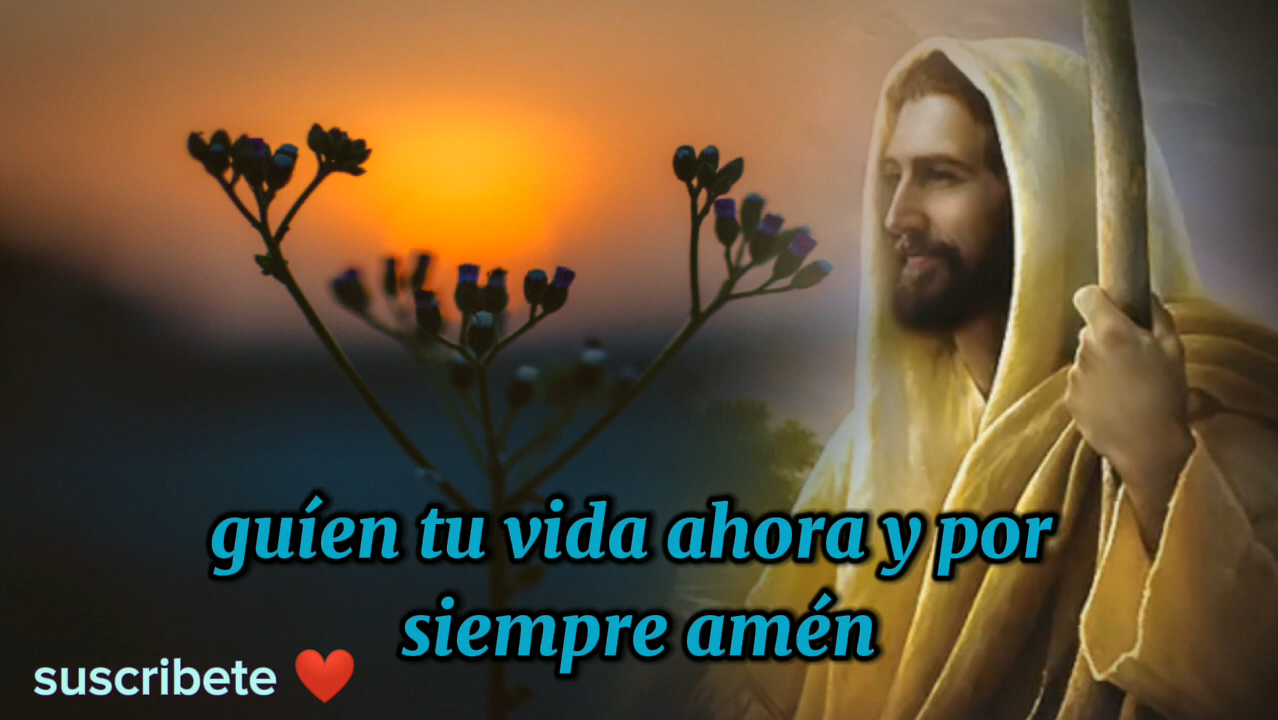 guíen tu vida ahora y por
siempre amén
suscribete ❤️